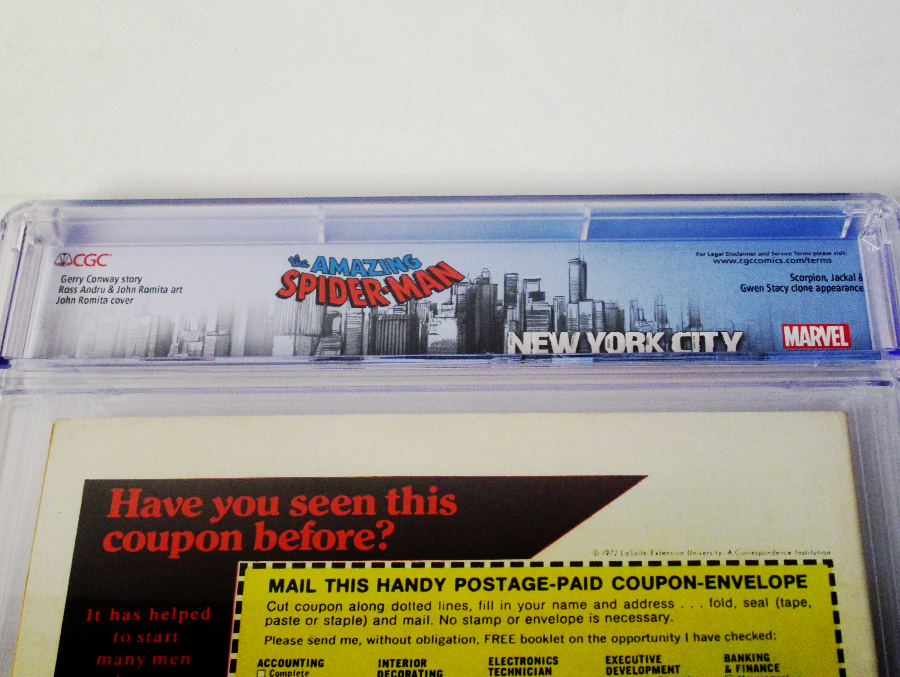 CGC
Gerry Conway story
Ross Andru & John Romita art
John Romita cover
the AMAZING
SPIDER-MAN
NEW YORK CITY
For Legal Disclaimer and Service Terms please visit:
www.cgccomics.com/terms
Scorpion, Jackal &
Gwen Stacy clone appearance
MARVEL
Have you seen this
coupon before?
It has helped
to start
many men
© 1972 LaSalle Extension University, A Correspondence Institution
MAIL THIS HANDY POSTAGE-PAID COUPON-ENVELOPE
Cut coupon along dotted lines, fill in your name and address . . . fold, seal (tape,
paste or staple) and mail. No stamp or envelope is necessary.
Please send me, without obligation, FREE booklet on the opportunity I have checked:
ACCOUNTING
Complete
INTERIOR
DECORATING
ELECTRONICS
TECHNICIAN
EXECUTIVE
DEVELOPMENT
BANKING
& FINANCE